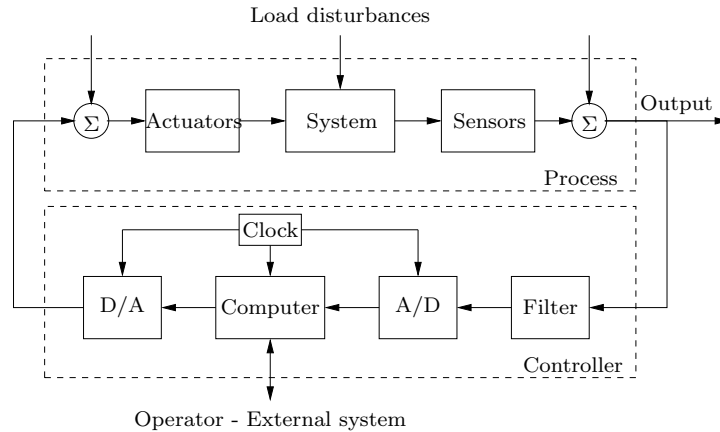 Load disturbances
Output
Σ
Actuators
System
Sensors
Σ
Process
Clock
D/A
Computer
A/D
Filter
Controller
Operator - External system